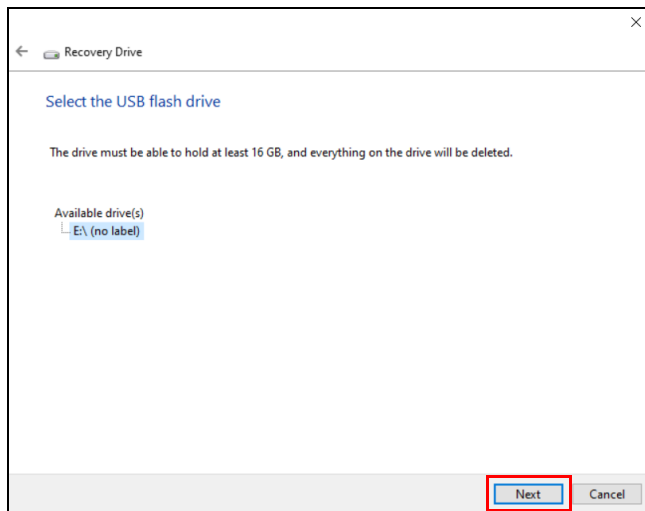 Recovery Drive
Select the USB flash drive
The drive must be able to hold at least 16 GB, and everything on the drive will be deleted.
Available drive(s)
E:\ (no label)
Next Cancel